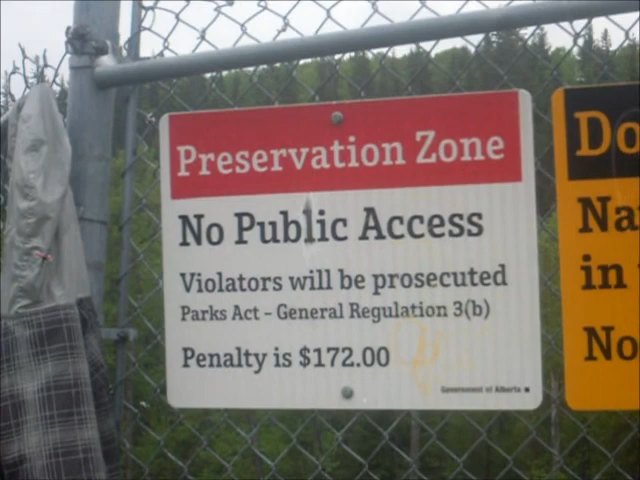 Preservation Zone
No Public Access
Violators will be prosecuted
Parks Act - General Regulation 3(b)
Penalty is $172.00
Government of Alberta
Do
Na
in
No